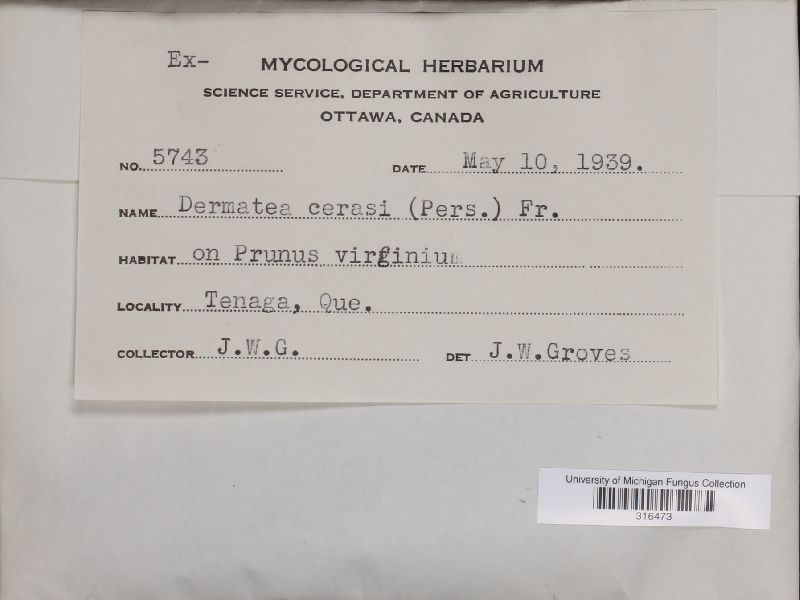 Ex- MYCOLOGICAL HERBARIUM
SCIENCE SERVICE, DEPARTMENT OF AGRICULTURE
OTTAWA, CANADA
NO. 5743 DATE May 10, 1939.
NAME Dermatea cerasi (Pers.) Fr.
HABITAT on Prunus virginium
LOCALITY Tenaga, Que.
COLLECTOR J.W.G. DET J.W.Groves
University of Michigan Fungus Collection
316473